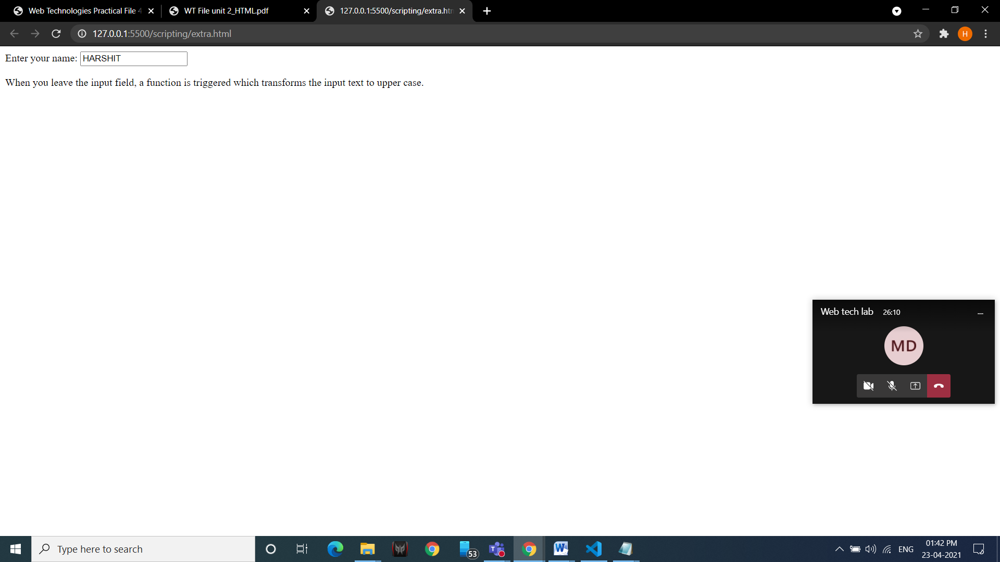 Web Technologies Practical File 4
WT File unit 2_HTML.pdf
127.0.0.1:5500/scripting/extra.htm
127.0.0.1:5500/scripting/extra.html
H
Enter your name: HARSHIT
When you leave the input field, a function is triggered which transforms the input text to upper case.
Web tech lab 26:10
MD
Type here to search
53
T
W
ENG
01:42 PM
23-04-2021